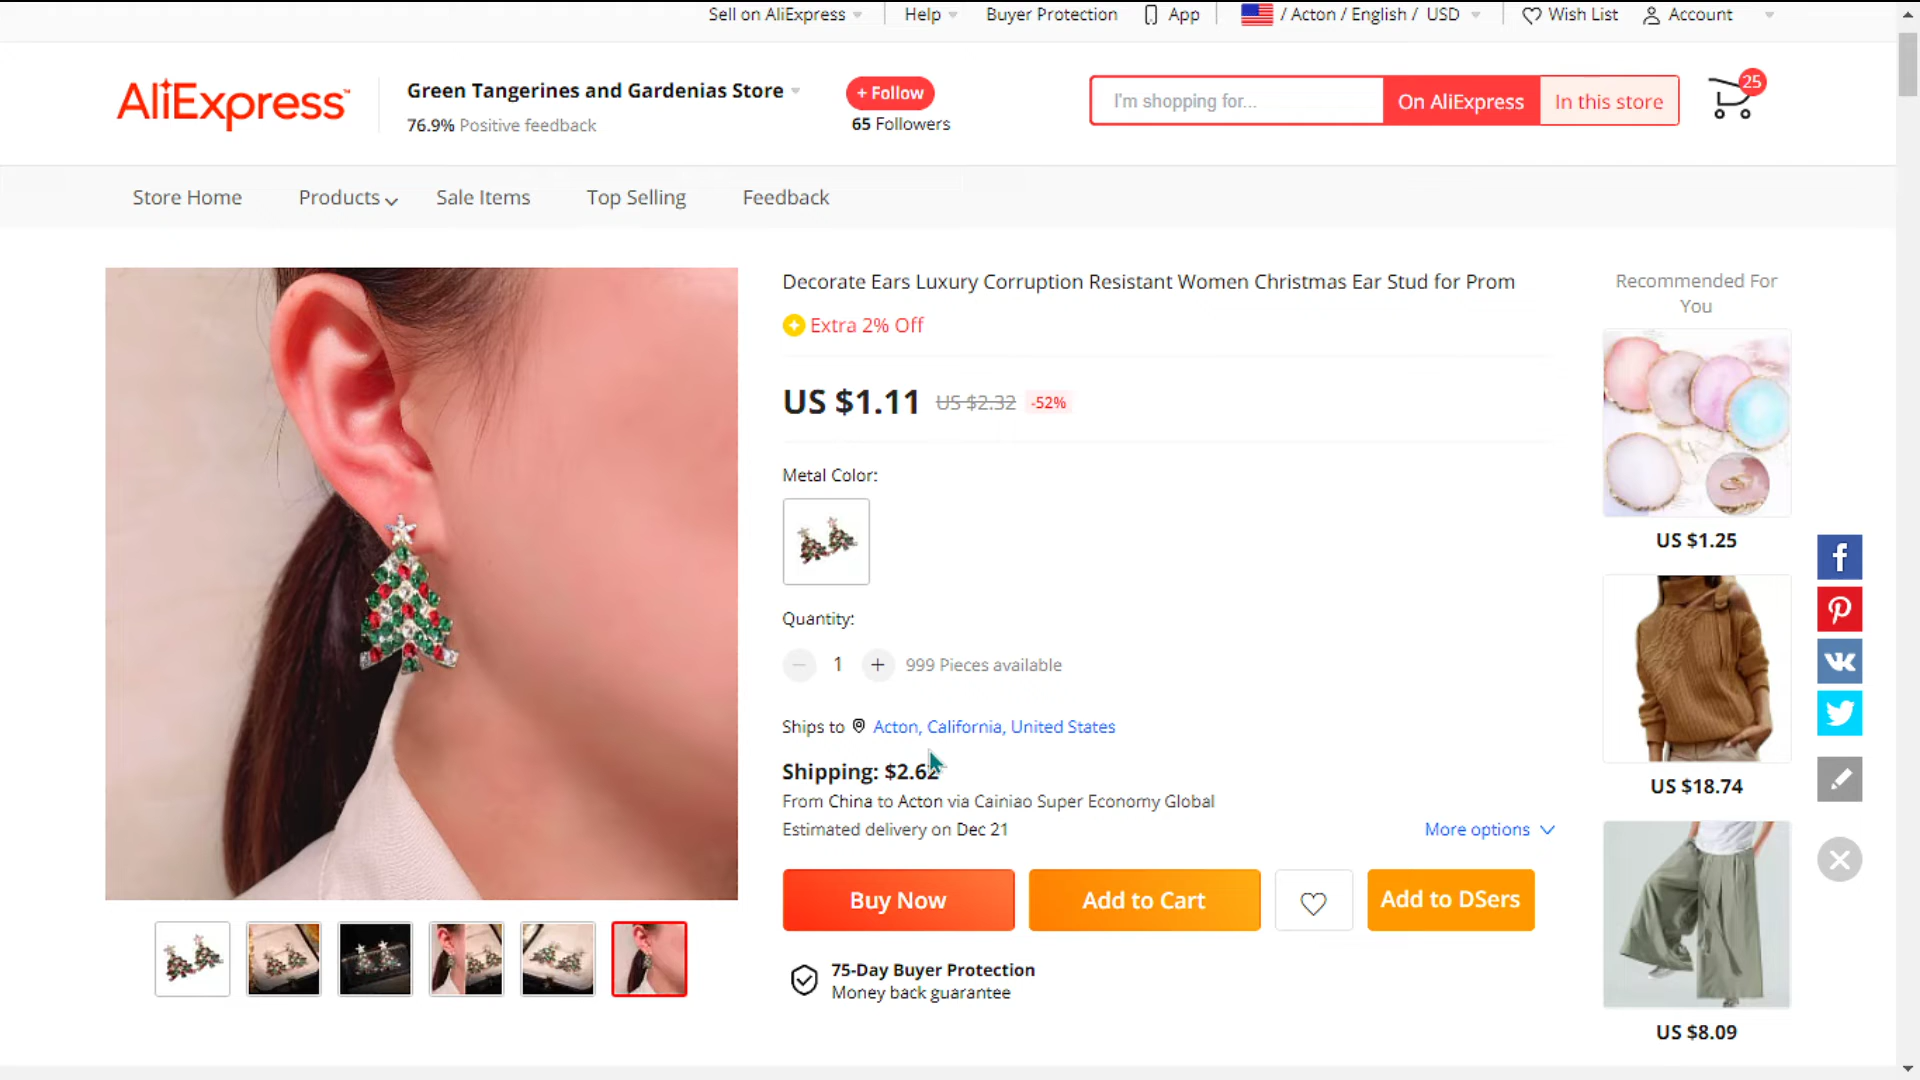 Sell on AliExpress
Help
Buyer Protection
App
/ Acton / English / USD
Wish List
Account
AliExpress™
Green Tangerines and Gardenias Store
76.9% Positive feedback
+ Follow
65 Followers
I'm shopping for...
On AliExpress
In this store
25
Store Home
Products
Sale Items
Top Selling
Feedback
Decorate Ears Luxury Corruption Resistant Women Christmas Ear Stud for Prom
Extra 2% Off
US $1.11 US $2.32 -52%
Metal Color:
Quantity:
1
999 Pieces available
Ships to Acton, California, United States
Shipping: $2.62
From China to Acton via Cainiao Super Economy Global
Estimated delivery on Dec 21
More options
Buy Now
Add to Cart
Add to DSers
75-Day Buyer Protection
Money back guarantee
Recommended For
You
US $1.25
US $18.74
US $8.09